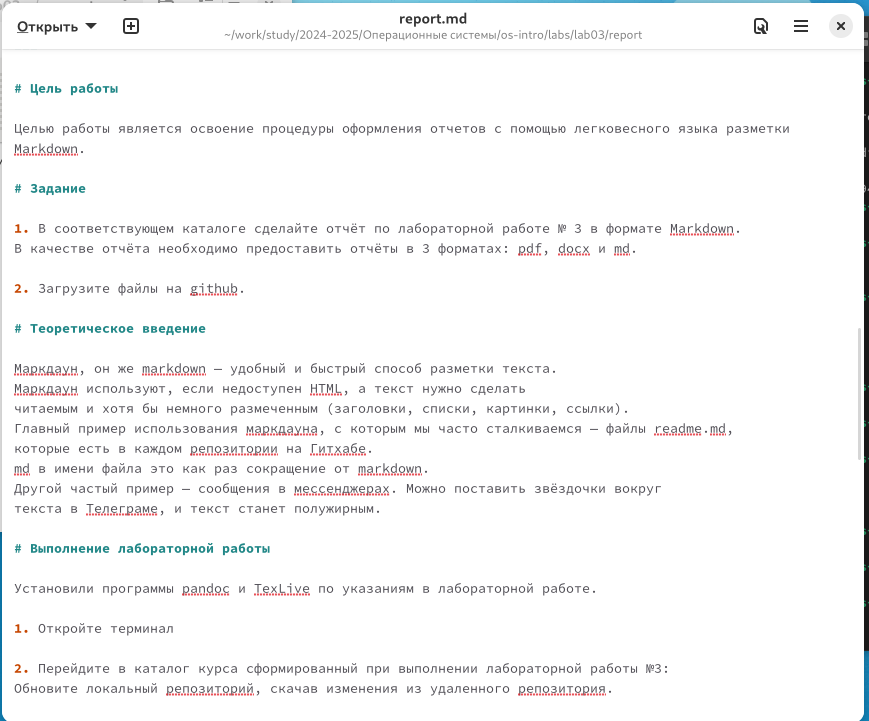 Открыть
report.md
~/work/study/2024-2025/Операционные системы/os-intro/labs/lab03/report
# Цель работы
Целью работы является освоение процедуры оформления отчетов с помощью легковесного языка разметки
Markdown.
# Задание
1. В соответствующем каталоге сделайте отчёт по лабораторной работе № 3 в формате Markdown.
В качестве отчёта необходимо предоставить отчёты в 3 форматах: pdf, docx и md.
2. Загрузите файлы на github.
# Теоретическое введение
Маркдаун, он же markdown — удобный и быстрый способ разметки текста.
Маркдаун используют, если недоступен HTML, а текст нужно сделать
читаемым и хотя бы немного размеченным (заголовки, списки, картинки, ссылки).
Главный пример использования маркдауна, с которым мы часто сталкиваемся — файлы readme.md,
которые есть в каждом репозитории на Гитхабе.
md в имени файла это как раз сокращение от markdown.
Другой частый пример — сообщения в мессенджерах. Можно поставить звёздочки вокруг
текста в Телеграме, и текст станет полужирным.
# Выполнение лабораторной работы
Установили программы pandoc и TexLive по указаниям в лабораторной работе.
1. Откройте терминал
2. Перейдите в каталог курса сформированный при выполнении лабораторной работы №3:
Обновите локальный репозиторий, скачав изменения из удаленного репозитория.